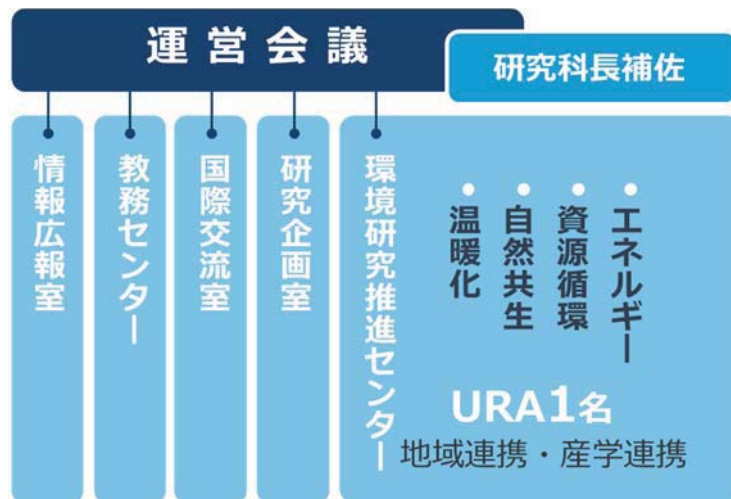 運営会議
研究科長補佐
情報広報室
教務センター
国際交流室
研究企画室
環境研究推進センター
● 温暖化
● 自然共生
● 資源循環
● エネルギー
URA1名
地域連携・産学連携